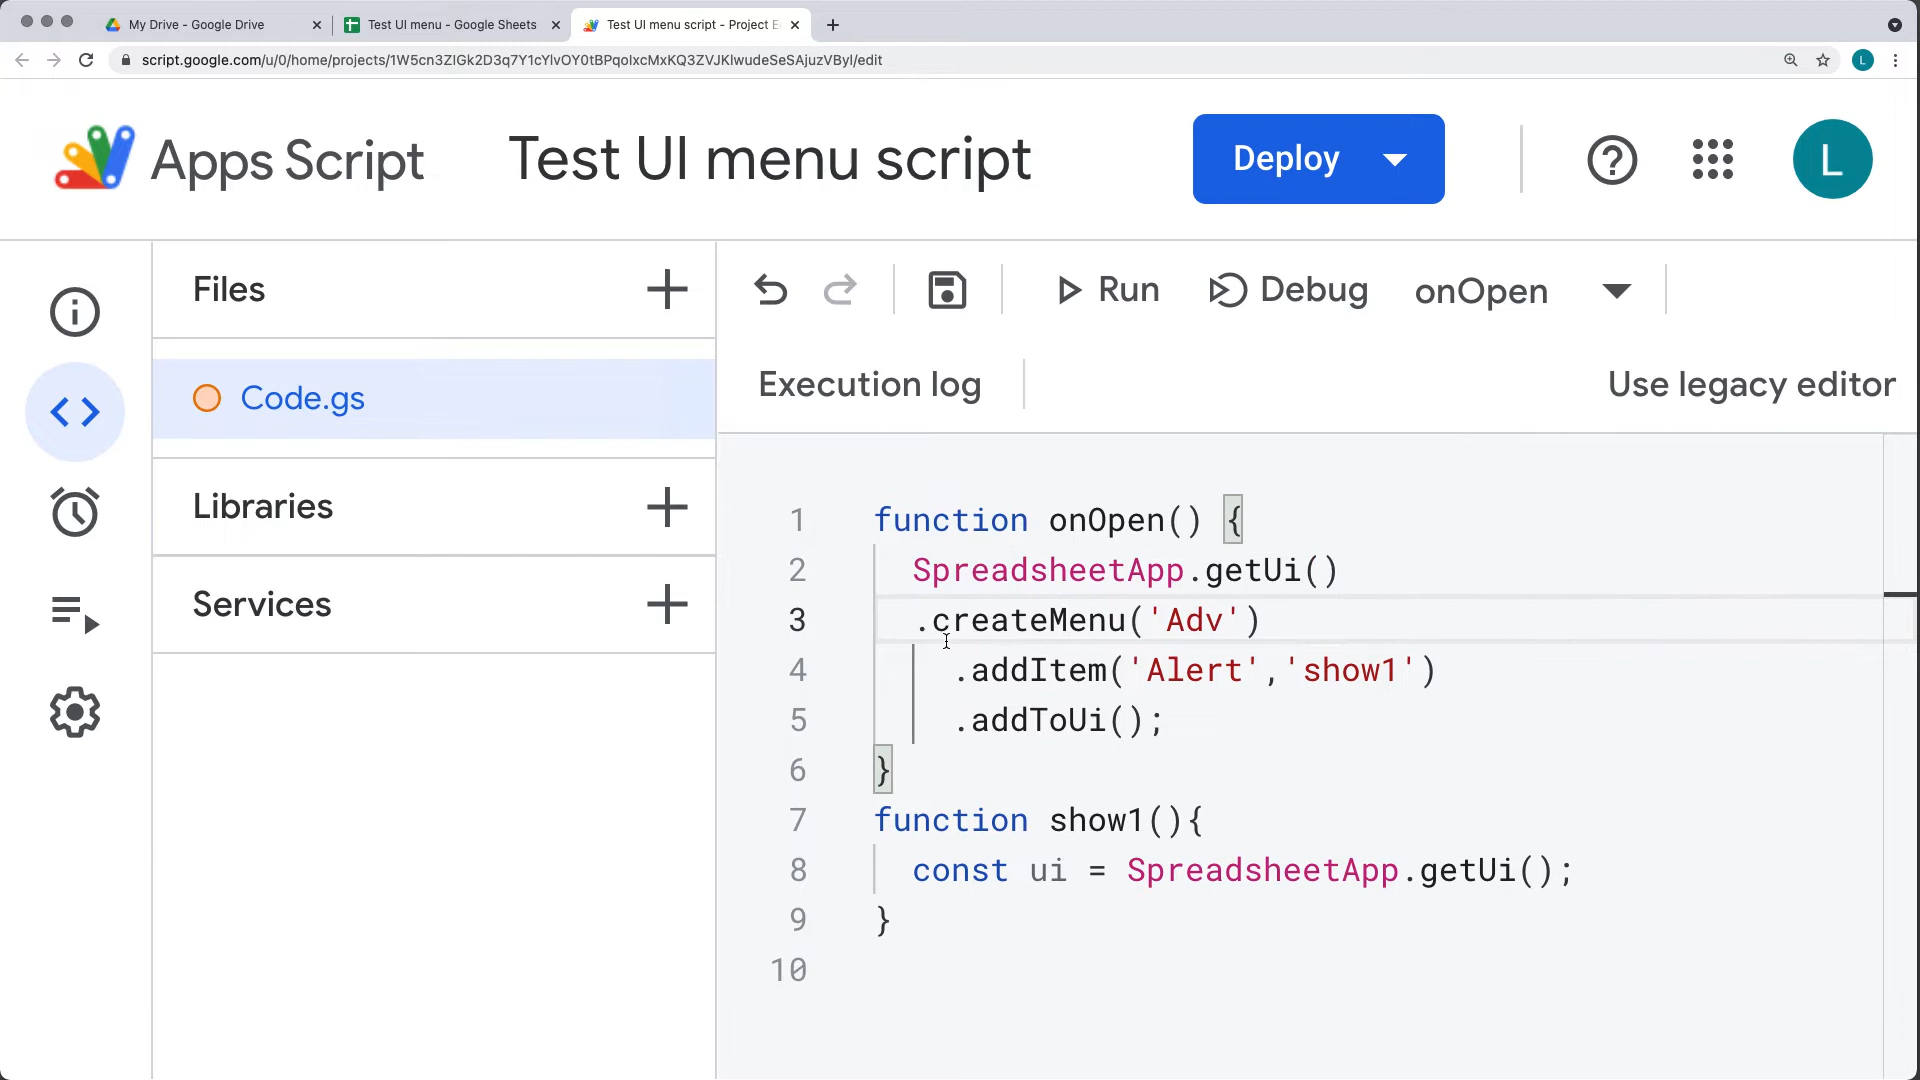 My Drive - Google Drive
Test UI menu - Google Sheets
Test UI menu script - Project E
script.google.com/u/0/home/projects/1W5cn3ZlGk2D3q7Y1cYlvOY0tBPqoIxcMxKQ3ZVJKlwudeSeSAjuzVByl/edit
L
Apps Script
Test UI menu script
Deploy
L
Files
Run
Debug
onOpen
Execution log
Use legacy editor
Code.gs
Libraries
Services
1 function onOpen() {
2 SpreadsheetApp.getUi()
3 .createMenu('Adv')
4 .addItem('Alert','show1')
5 .addToUi();
6 }
7 function show1(){
8 const ui = SpreadsheetApp.getUi();
9 }
10